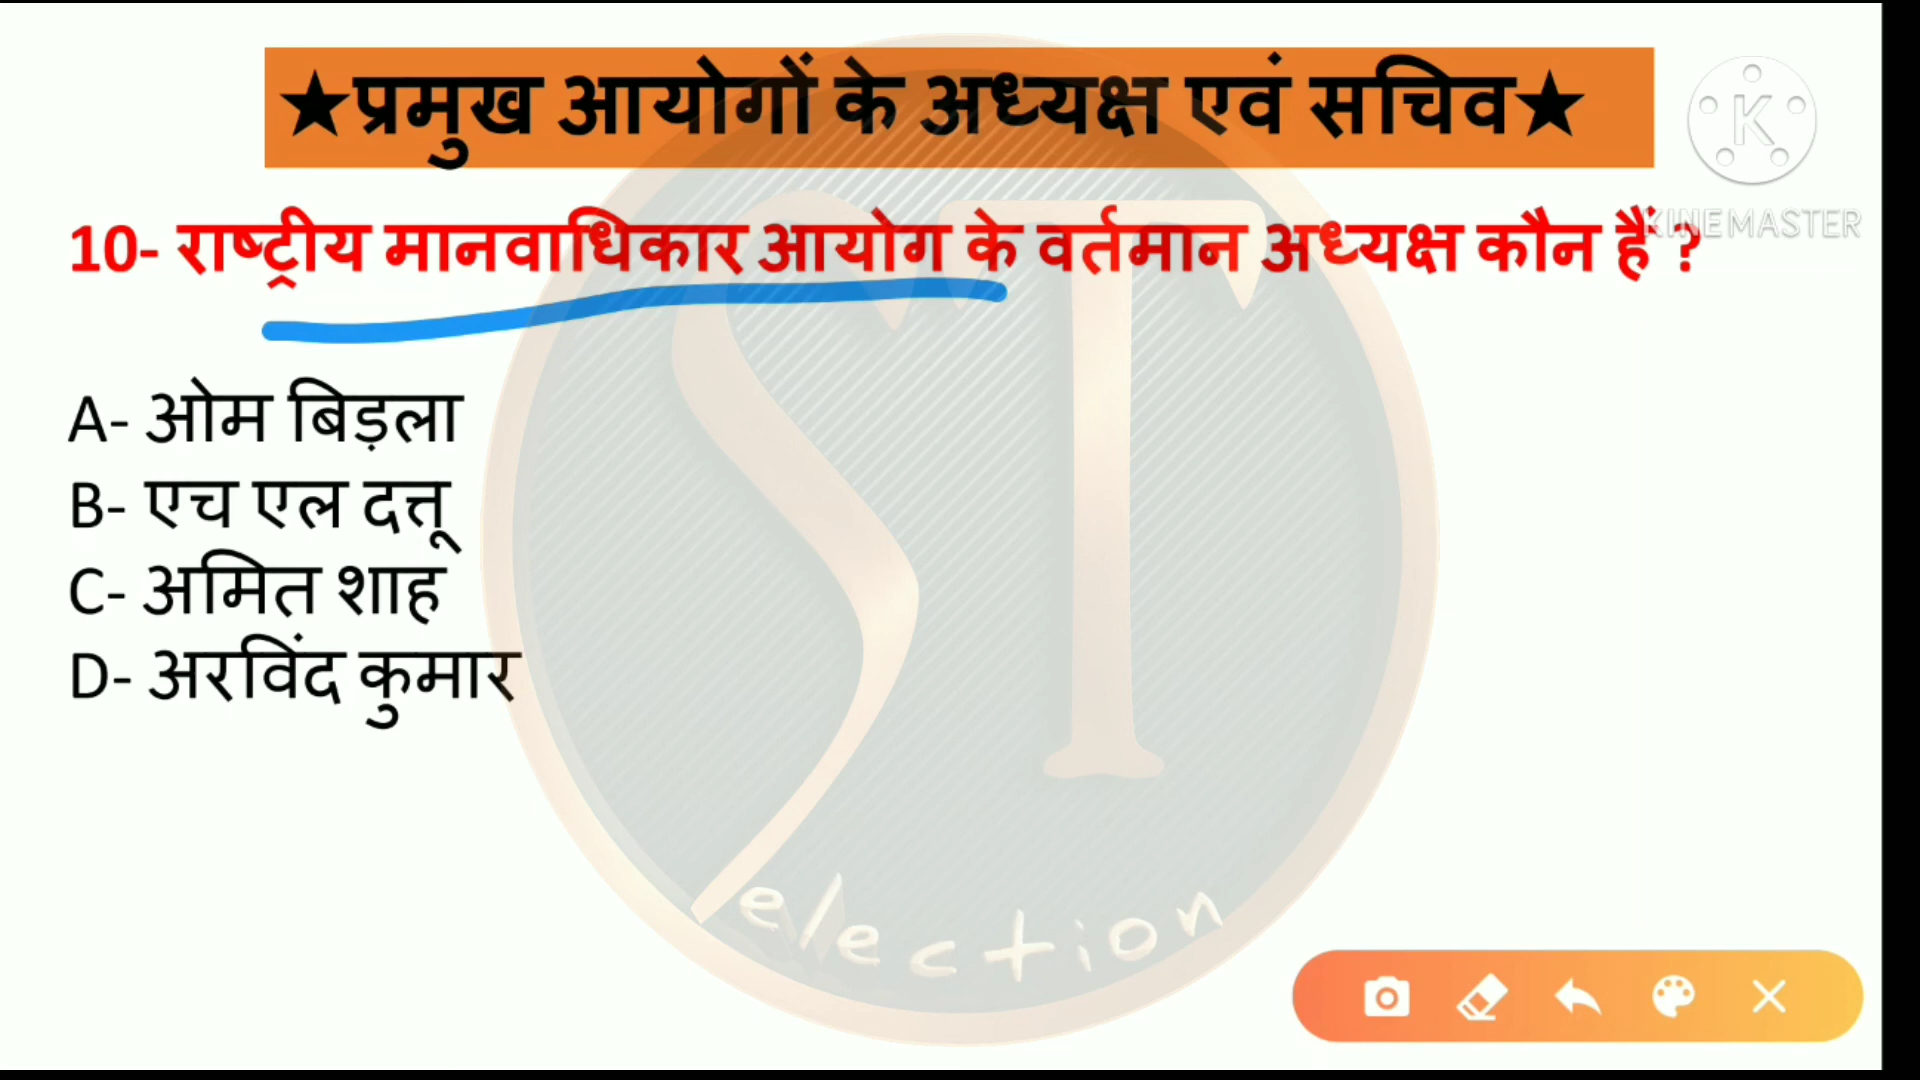 ★प्रमुख आयोगों के अध्यक्ष एवं सचिव★
K
KINEMASTER
10- राष्ट्रीय मानवाधिकार आयोग के वर्तमान अध्यक्ष कौन हैं ?
A- ओम बिड़ला
B- एच एल दत्तू
C- अमित शाह
D- अरविंद कुमार
ST
election